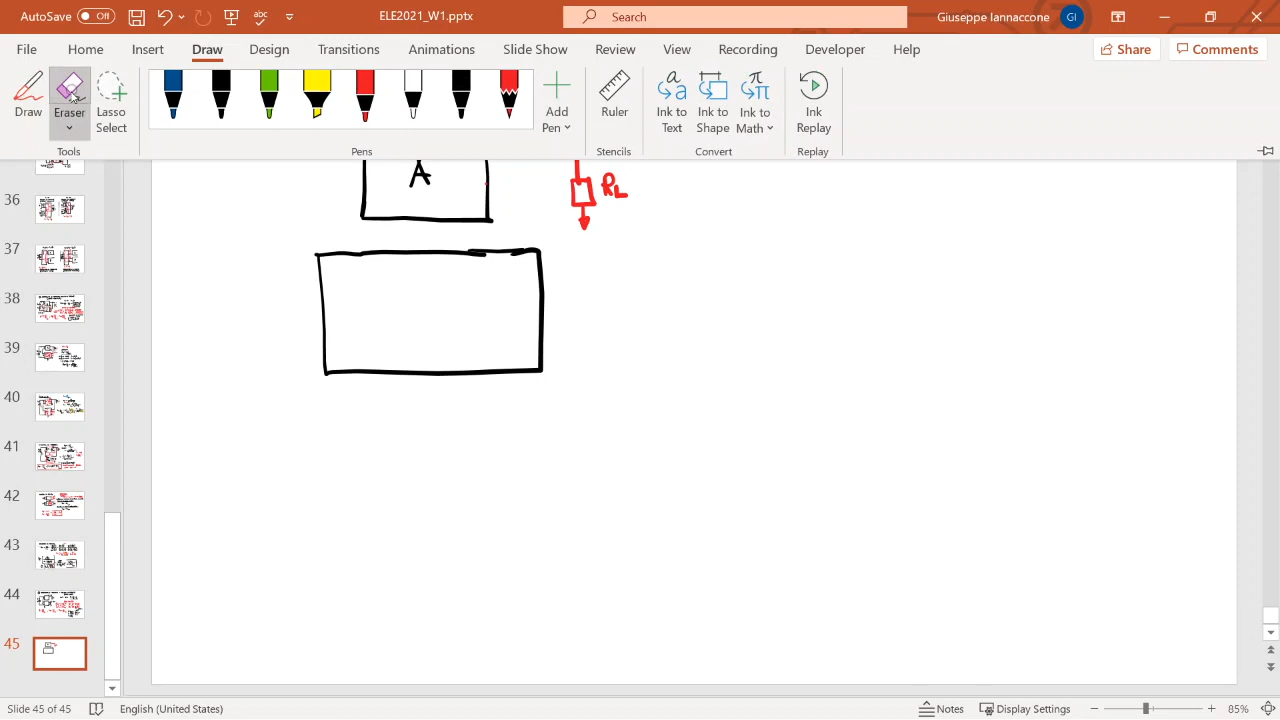 AutoSave Off ELE2021_W1.pptx Search Giuseppe Iannaccone GI
File Home Insert Draw Design Transitions Animations Slide Show Review View Recording Developer Help Share Comments
Draw Eraser Lasso Select Add Pen Ruler Ink to Text Ink to Shape Ink to Math Ink Replay
Tools Pens Stencils Convert Replay
A RL
36
37
38
39
40
41
42
43
44
45
Slide 45 of 45 English (United States) Notes Display Settings 85%